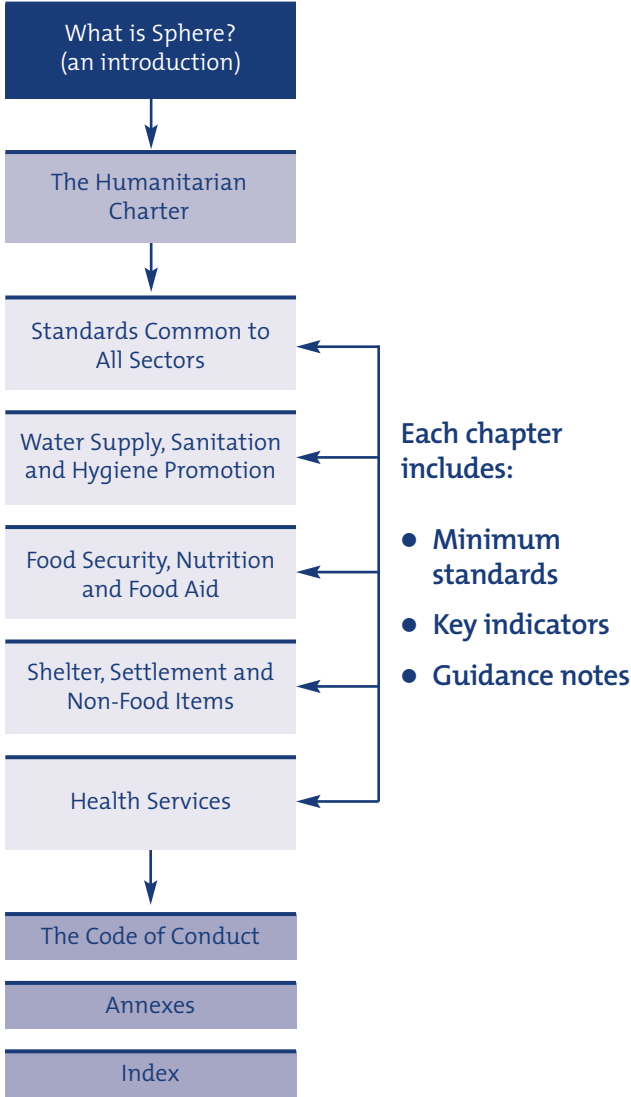 What is Sphere?
(an introduction)
The Humanitarian
Charter
Standards Common to
All Sectors
Water Supply, Sanitation
and Hygiene Promotion
Food Security, Nutrition
and Food Aid
Shelter, Settlement and
Non-Food Items
Health Services
The Code of Conduct
Annexes
Index
Each chapter
includes:
● Minimum
standards
● Key indicators
● Guidance notes